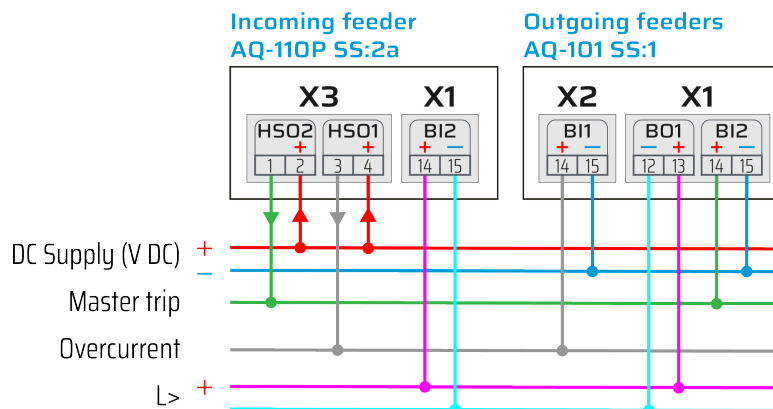 Incoming feeder
AQ-110P SS:2a
Outgoing feeders
AQ-101 SS:1
X3 X1
X2 X1
HSO2 HSO1 BI2
BI1 BO1 BI2
+ + + −
+ − − + + −
1 2 3 4 14 15
14 15 12 13 14 15
DC Supply (V DC) +
−
Master trip
Overcurrent
L> +